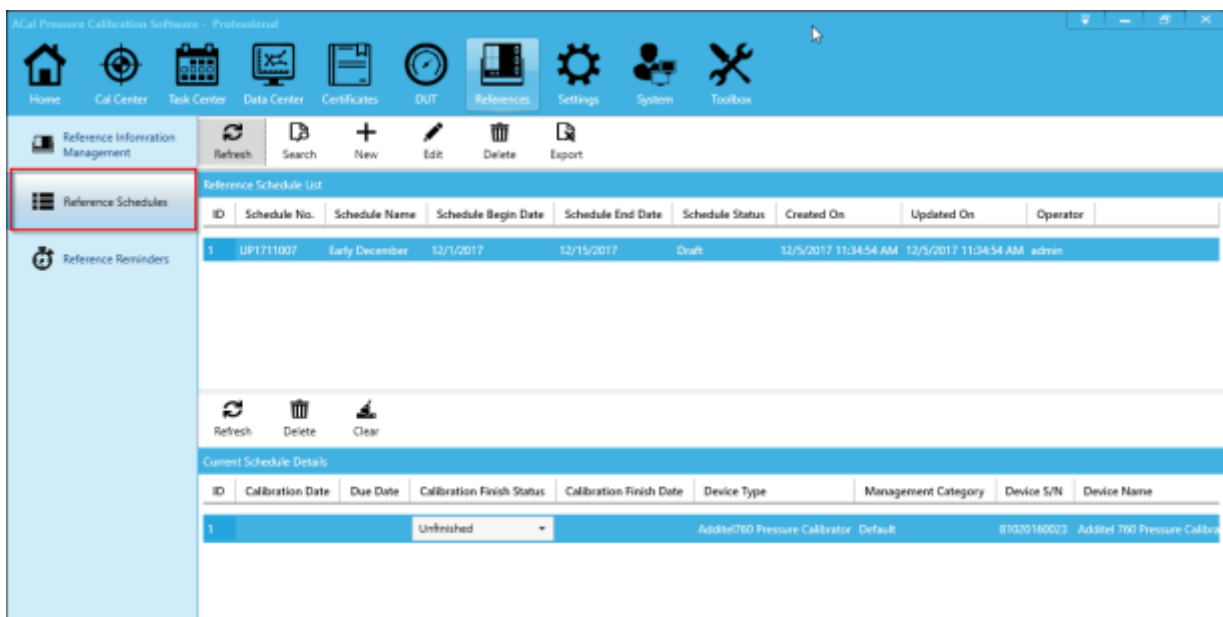 ACal Pressure Calibration Software - Professional
Home Cal Center Task Center Data Center Certificates DUT References Settings System Toolbox
Reference Infomration
Management
Refresh Search New Edit Delete Export
Reference Schedules
Reference Schedule List
ID Schedule No. Schedule Name Schedule Begin Date Schedule End Date Schedule Status Created On Updated On Operator
1 UP1711007 Early December 12/1/2017 12/15/2017 Draft 12/5/2017 11:34:54 AM 12/5/2017 11:34:54 AM admin
Reference Reminders
Refresh Delete Clear
Current Schedule Details
ID Calibration Date Due Date Calibration Finish Status Calibration Finish Date Device Type Management Category Device S/N Device Name
1 Unfinished Additel760 Pressure Calibrator Default 81020160023 Additel 760 Pressure Calibra